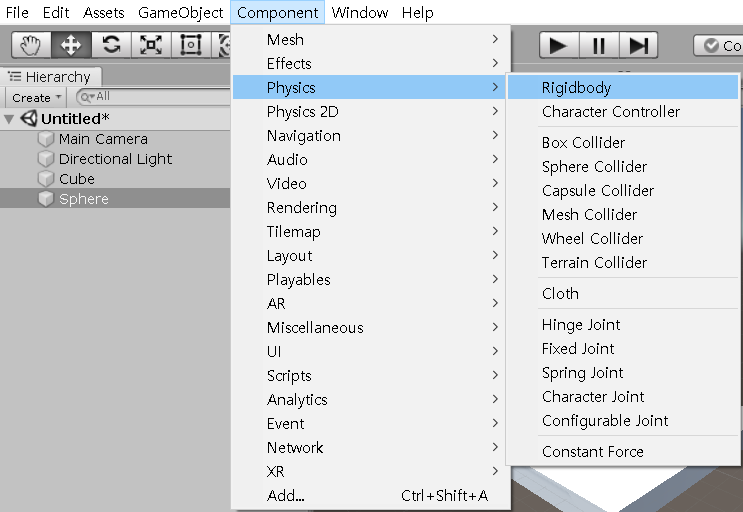 File Edit Assets GameObject Component Window Help
Co
Hierarchy
Create All
Untitled*
Main Camera
Directional Light
Cube
Sphere
Mesh
Effects
Physics
Physics 2D
Navigation
Audio
Video
Rendering
Tilemap
Layout
Playables
AR
Miscellaneous
UI
Scripts
Analytics
Event
Network
XR
Add... Ctrl+Shift+A
Rigidbody
Character Controller
Box Collider
Sphere Collider
Capsule Collider
Mesh Collider
Wheel Collider
Terrain Collider
Cloth
Hinge Joint
Fixed Joint
Spring Joint
Character Joint
Configurable Joint
Constant Force